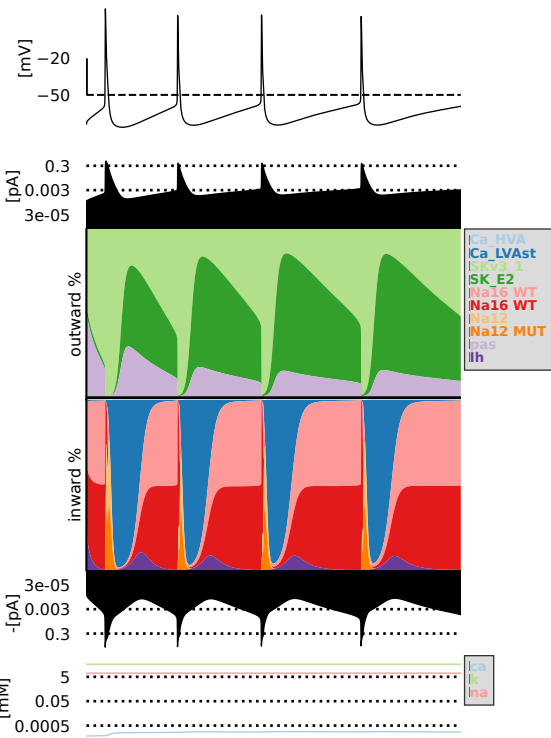 [mV]
−20
−50
[pA]
0.3
0.003
3e-05
outward %
Ca_HVA
Ca_LVAst
SKv3_1
SK_E2
Na16 WT
Na16 WT
Na12
Na12 MUT
pas
Ih
inward %
-[pA]
3e-05
0.003
0.3
[mM]
5
0.05
0.0005
ca
k
na